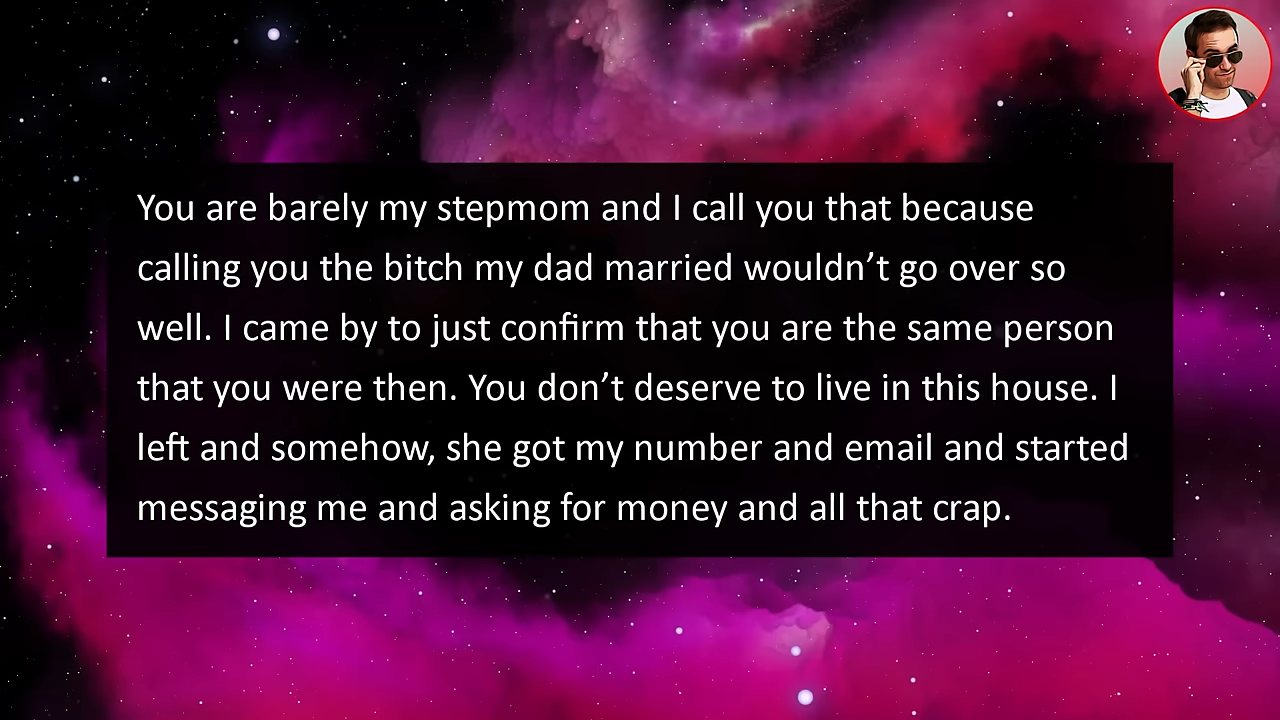 You are barely my stepmom and I call you that because
calling you the bitch my dad married wouldn’t go over so
well. I came by to just confirm that you are the same person
that you were then. You don’t deserve to live in this house. I
left and somehow, she got my number and email and started
messaging me and asking for money and all that crap.